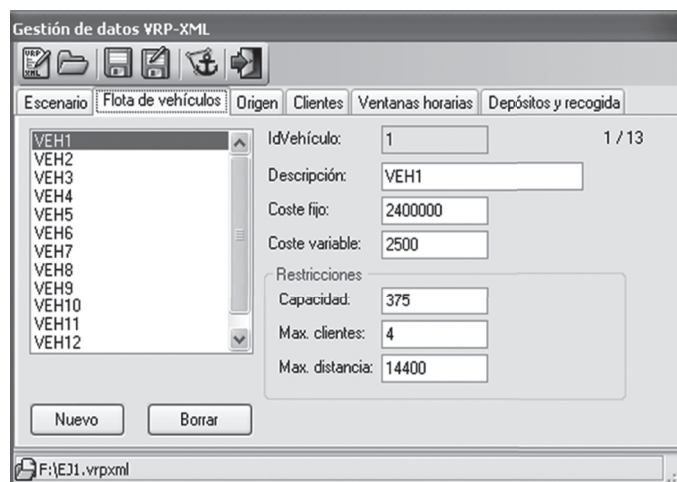 Gestión de datos VRP-XML
VRP
XML
Escenario Flota de vehículos Origen Clientes Ventanas horarias Depósitos y recogida
VEH1
VEH2
VEH3
VEH4
VEH5
VEH6
VEH7
VEH8
VEH9
VEH10
VEH11
VEH12
IdVehículo: 1 1 / 13
Descripción: VEH1
Coste fijo: 2400000
Coste variable: 2500
Restricciones
Capacidad: 375
Max. clientes: 4
Max. distancia: 14400
Nuevo Borrar
F:\EJ1.vrpxml